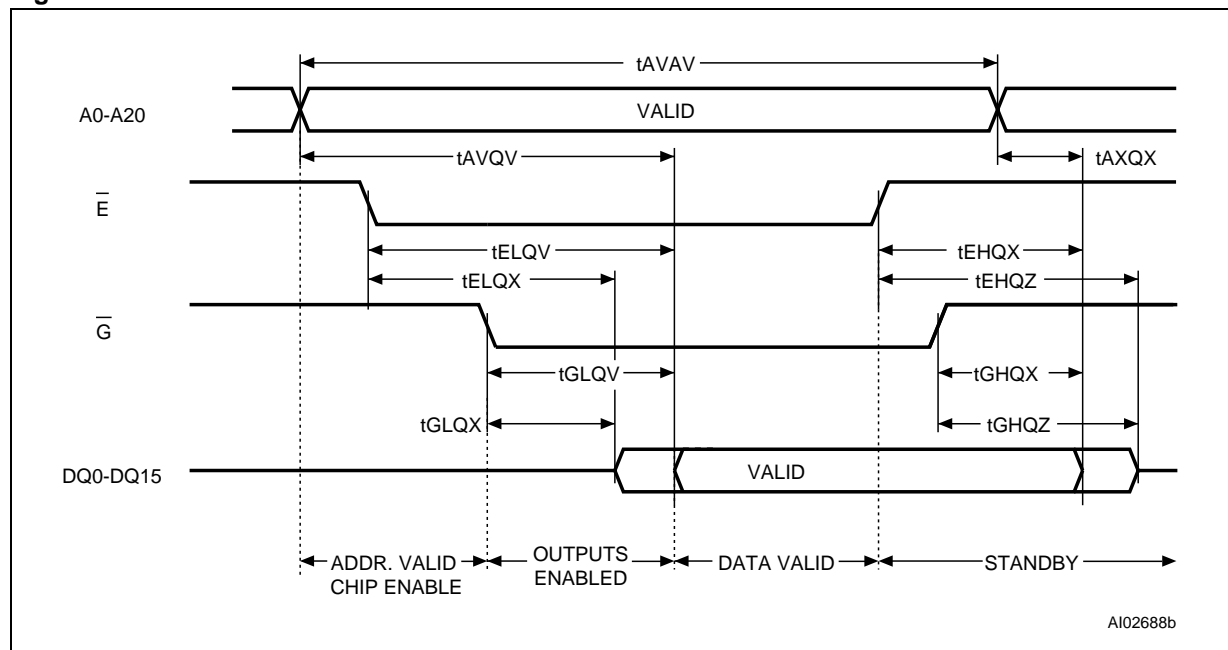 tAVAV
A0-A20
VALID
tAVQV
tAXQX
E
tELQV
tEHQX
tELQX
tEHQZ
G
tGLQV
tGHQX
tGLQX
tGHQZ
DQ0-DQ15
VALID
ADDR. VALID
CHIP ENABLE
OUTPUTS
ENABLED
DATA VALID
STANDBY
AI02688b